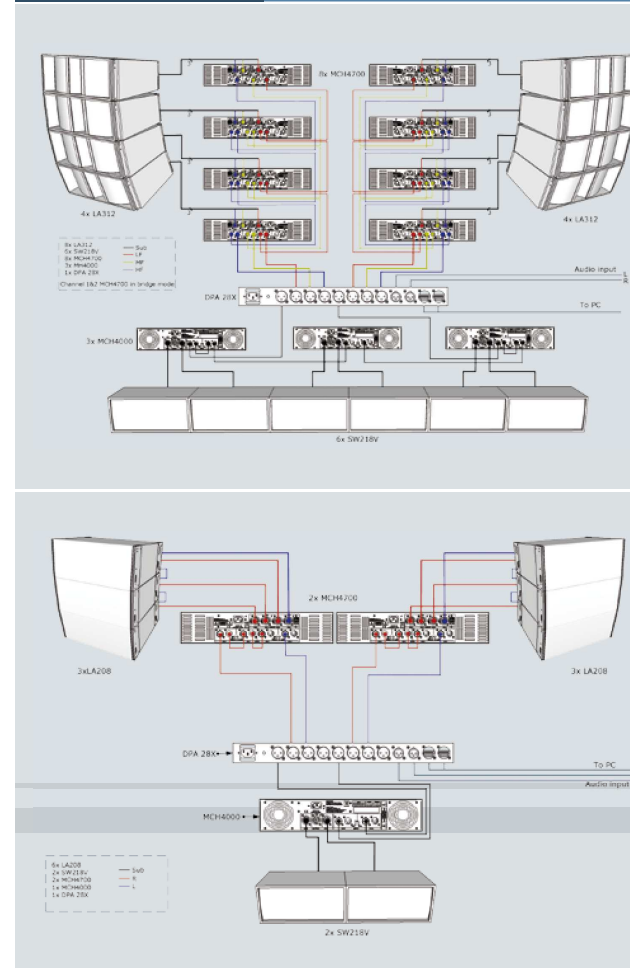 8x MCH4700
4x LA312
4x LA312
8x LA312
6x SW218V
8x MCH4700
3x MH4000
1x DPA 28X
Sub
LF
MF
HF
Channel 1&2 MCH4700 in bridge mode
Audio input
L
R
DPA 28X
To PC
3x MCH4000
6x SW218V
2x MCH4700
3xLA208
3x LA208
DPA 28X
To PC
Audio input
MCH4000
6x LA208
2x SW218V
2x MCH4700
1x MCH4000
1x DPA 28X
Sub
R
L
2x SW218V